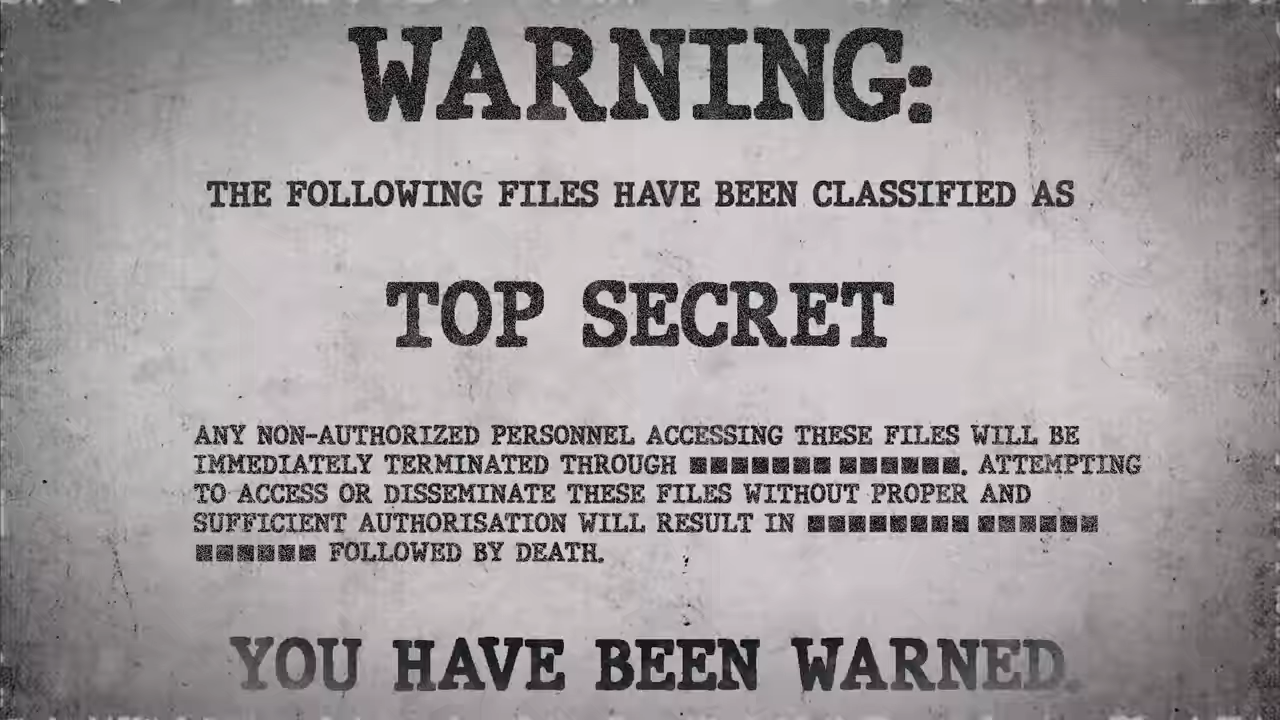 WARNING:
THE FOLLOWING FILES HAVE BEEN CLASSIFIED AS
TOP SECRET
ANY NON-AUTHORIZED PERSONNEL ACCESSING THESE FILES WILL BE
IMMEDIATELY TERMINATED THROUGH ■■■■■■■ ■■■■■■. ATTEMPTING
TO ACCESS OR DISSEMINATE THESE FILES WITHOUT PROPER AND
SUFFICIENT AUTHORISATION WILL RESULT IN ■■■■■■■■ ■■■■■■
■■■■■■ FOLLOWED BY DEATH.
YOU HAVE BEEN WARNED.